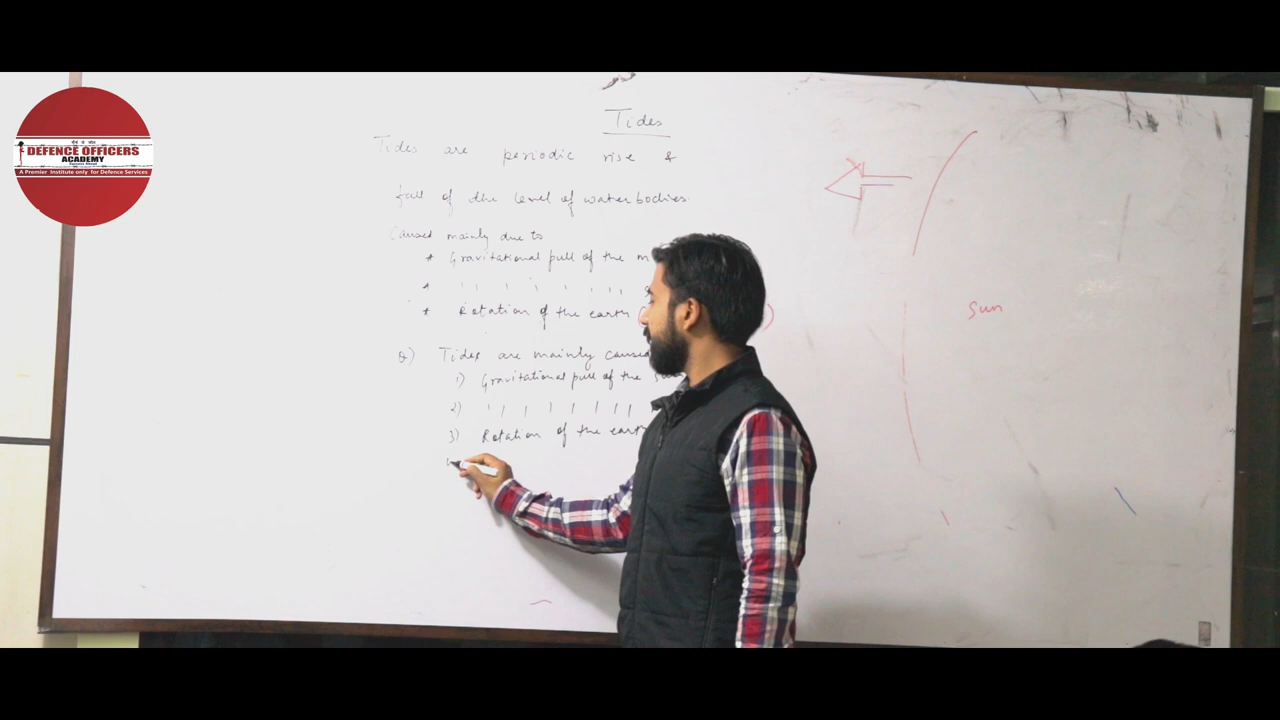 DEFENCE OFFICERS
ACADEMY
A Premier Institute only for Defence Services
Tides
Tides are periodic rise &
fall of the level of water bodies.
Caused mainly due to
* Gravitational pull of the m
* ,, , , , ,, , s
* Rotation of the earth ( )
Sun
Q) Tides are mainly caused
1) Gravitational pull of the
2) , , , , , , ,
3) Rotation of the earth